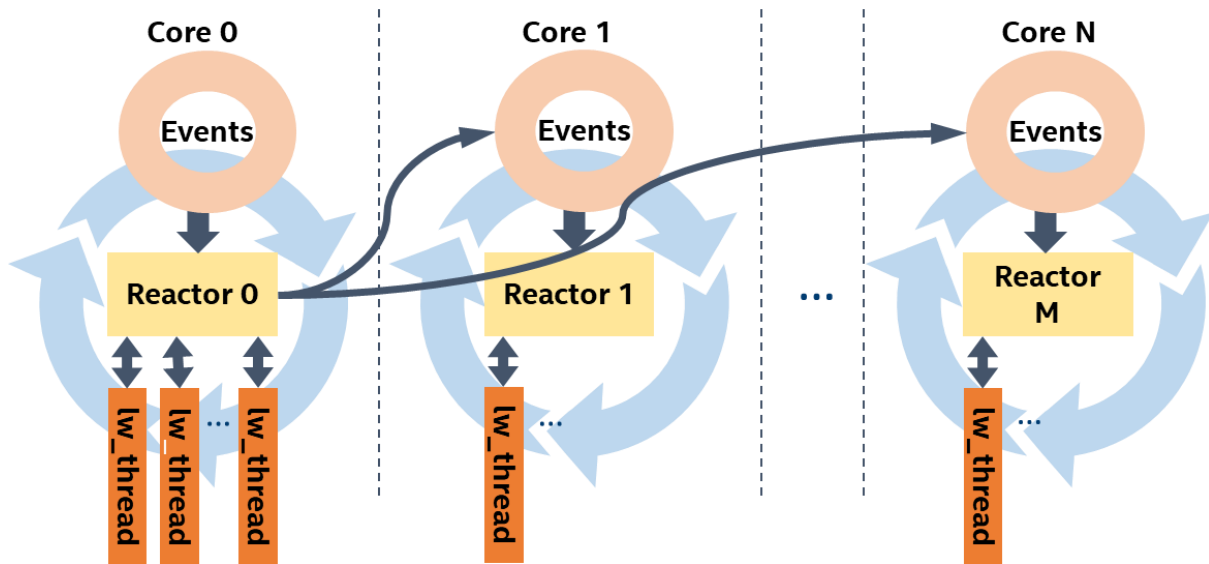 Core 0
Core 1
Core N
Events
Events
Events
Reactor 0
Reactor 1
...
Reactor
M
lw_thread
lw_thread
...
lw_thread
lw_thread
...
lw_thread
...